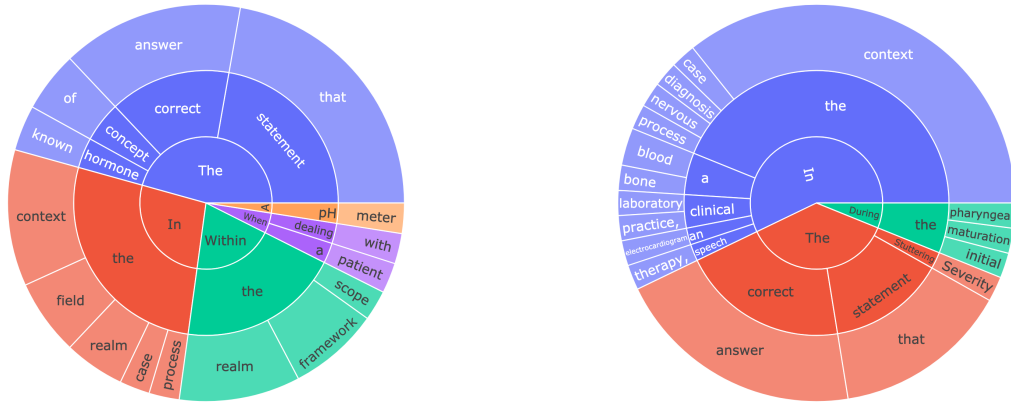 answer
that
of
known
correct
statement
concept
hormone
The
context
field
realm
case
process
the
In
Within
the
realm
framework
scope
When
dealing
a
with
patient
A
pH
meter
context
case
diagnosis
nervous
process
blood
bone
laboratory
practice,
electrocardiogram
therapy,
the
a
clinical
an
speech
In
During
the
pharyngeal
maturation
initial
The
Stuttering
Severity
correct
statement
answer
that